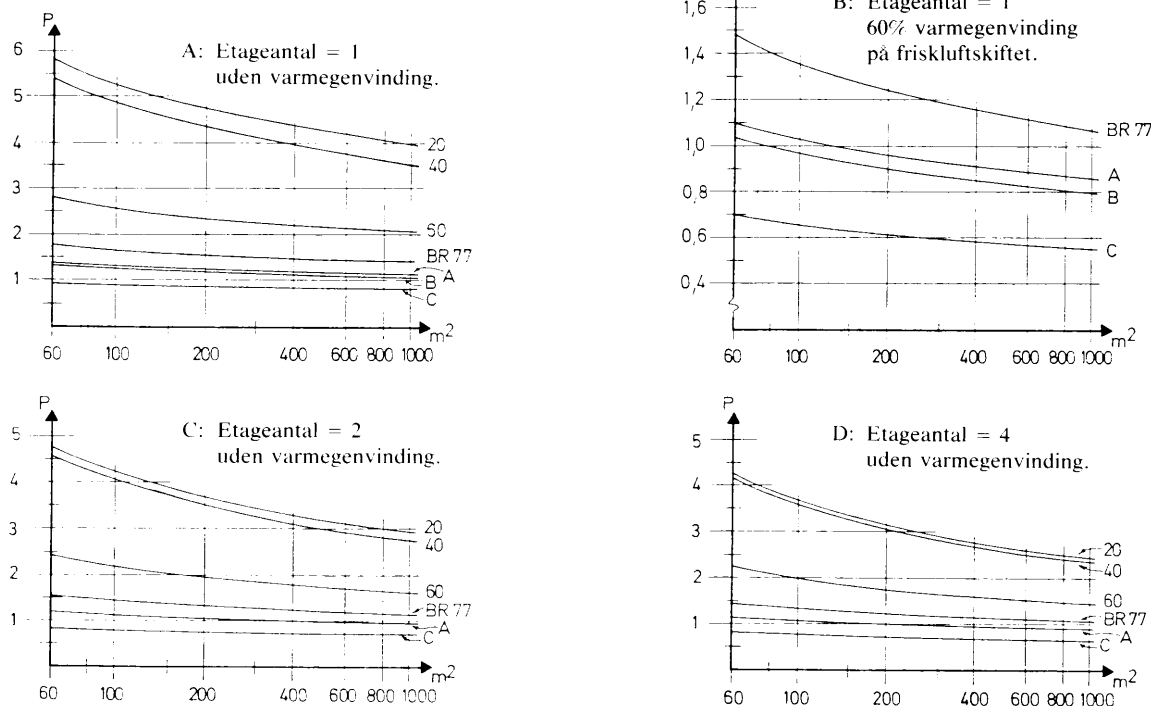 P
A: Etageantal = 1
uden varmegenvinding.
6
5
4
3
2
1
20
40
60
BR 77
A
B
C
m²
60 100 200 400 600 800 1000
B: Etageantal = 1
60% varmegenvinding
på friskluftskiftet.
1,6
1,4
1,2
1,0
0,8
0,6
0,4
BR 77
A
B
C
m²
60 100 200 400 600 800 1000
P
C: Etageantal = 2
uden varmegenvinding.
5
4
3
2
1
20
40
60
BR 77
A
C
m²
60 100 200 400 600 800 1000
P
D: Etageantal = 4
uden varmegenvinding.
5
4
3
2
1
20
40
60
BR77
A
C
m²
60 100 200 400 600 800 1000